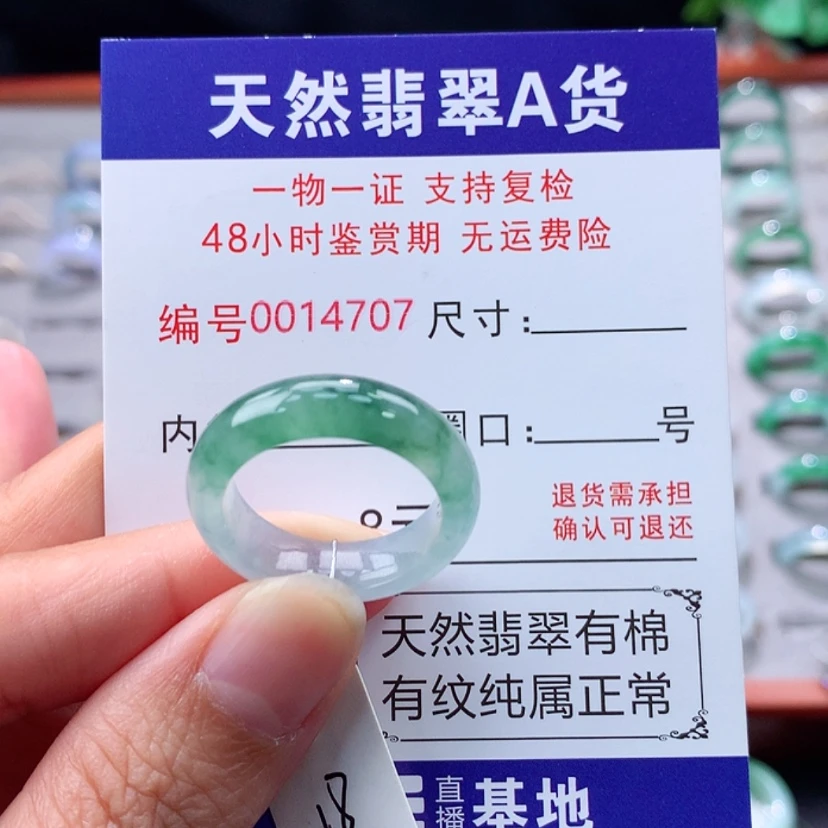 天然翡翠A货
一物一证 支持复检
48小时鉴赏期 无运费险
编号0014707 尺寸:
内 圈口: 号
退货需承担
确认可退还
天然翡翠有棉
有纹纯属正常
直播基地
18